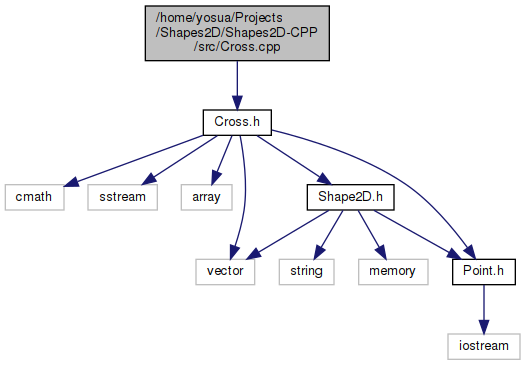 /home/yosua/Projects
/Shapes2D/Shapes2D-CPP
/src/Cross.cpp
Cross.h
cmath
sstream
array
Shape2D.h
vector
string
memory
Point.h
iostream